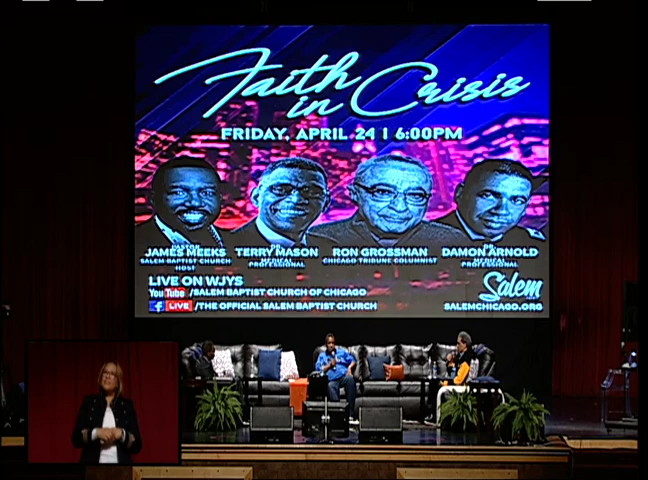 Faith
in Crisis
FRIDAY, APRIL 24 | 6:00PM
PASTOR
JAMES MEEKS
SALEM BAPTIST CHURCH
HOST
DR.
TERRY MASON
MEDICAL
PROFESSIONAL
RON GROSSMAN
CHICAGO TRIBUNE COLUMNIST
DR.
DAMON ARNOLD
MEDICAL
PROFESSIONAL
LIVE ON WJYS
YouTube /SALEM BAPTIST CHURCH OF CHICAGO
f LIVE /THE OFFICIAL SALEM BAPTIST CHURCH
Salem
SALEMCHICAGO.ORG